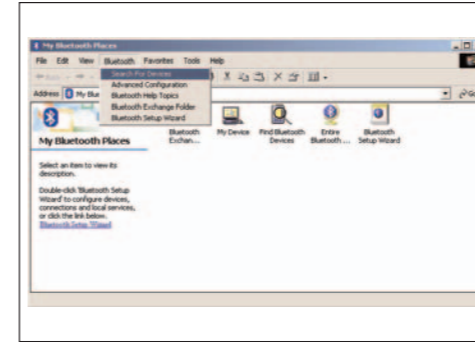 My Bluetooth Places
File Edit View Bluetooth Favorites Tools Help
Search For Devices
Advanced Configuration
Bluetooth Help Topics
Bluetooth Exchange Folder
Bluetooth Setup Wizard
Address My Blue
Go
My Bluetooth Places
Bluetooth Exchan...
My Device
Find Bluetooth Devices
Entire Bluetooth ...
Bluetooth Setup Wizard
Select an item to view its
description.
Double-click 'Bluetooth Setup
Wizard' to configure devices,
connections and local services,
or click the link below.
Bluetooth Setup Wizard